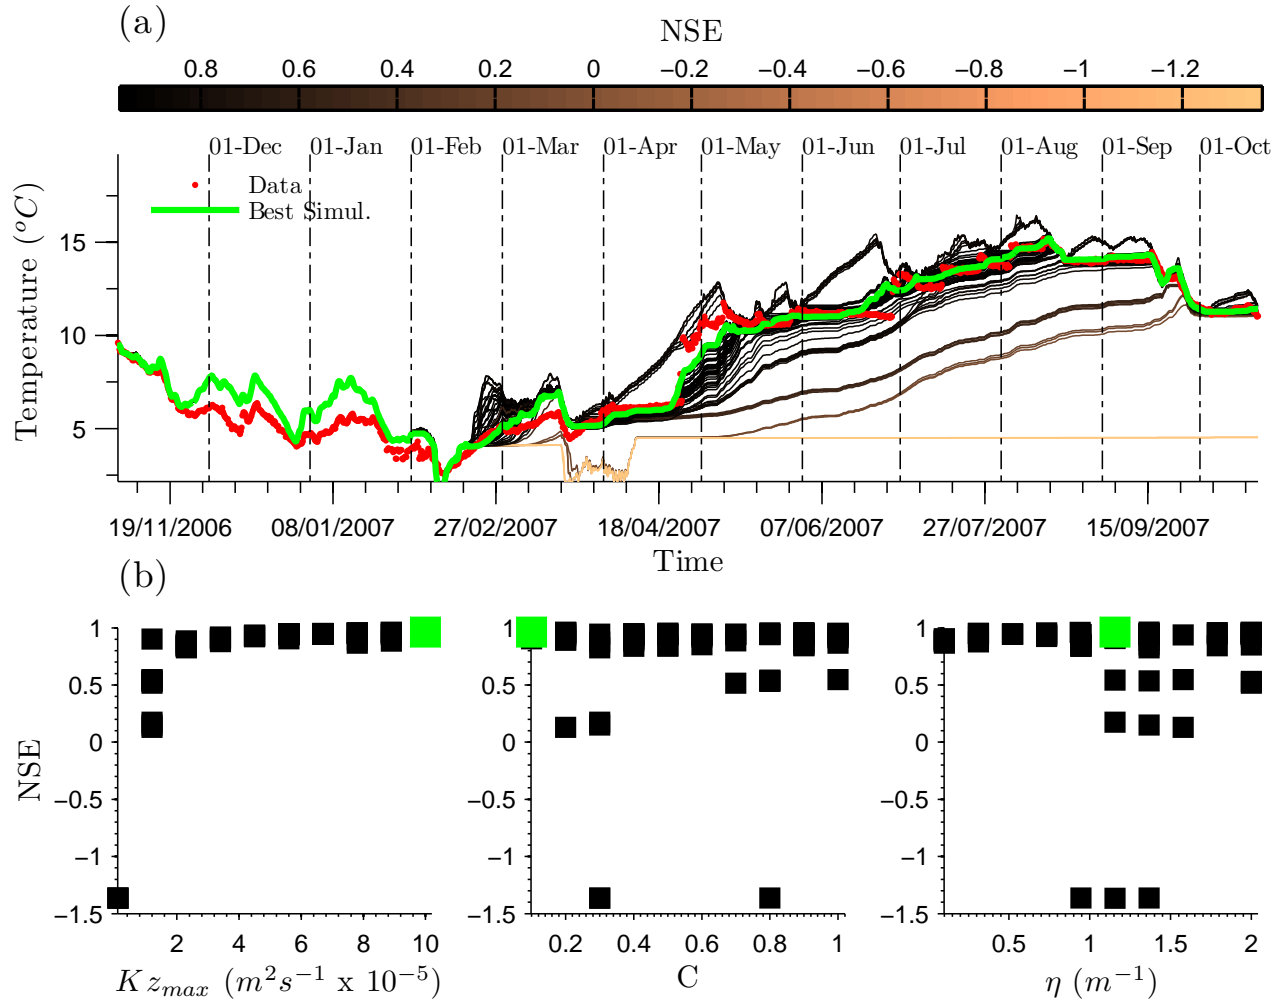 (a)
NSE
0.8 0.6 0.4 0.2 0 −0.2 −0.4 −0.6 −0.8 −1 −1.2
01-Dec 01-Jan 01-Feb 01-Mar 01-Apr 01-May 01-Jun 01-Jul 01-Aug 01-Sep 01-Oct
Data
Best Simul.
Temperature (°C)
15
10
5
19/11/2006 08/01/2007 27/02/2007 18/04/2007 07/06/2007 27/07/2007 15/09/2007
Time
(b)
NSE
1
0.5
0
−0.5
−1
−1.5
2 4 6 8 10
Kz_max (m²s⁻¹ x 10⁻⁵)
1
0.5
0
−0.5
−1
−1.5
0.2 0.4 0.6 0.8 1
C
1
0.5
0
−0.5
−1
−1.5
0.5 1 1.5 2
η (m⁻¹)